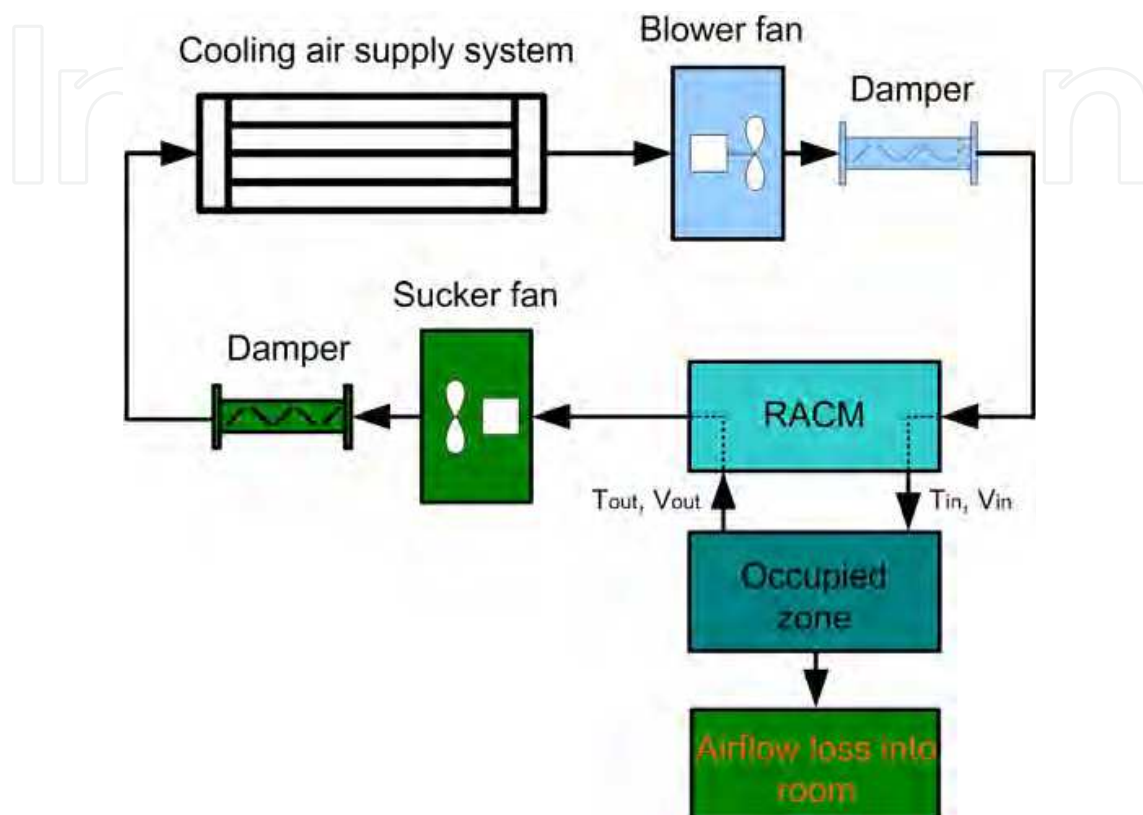 Blower fan
Cooling air supply system
Damper
Sucker fan
Damper
RACM
Tout, Vout
Tin, Vin
Occupied
zone
Airflow loss into
room